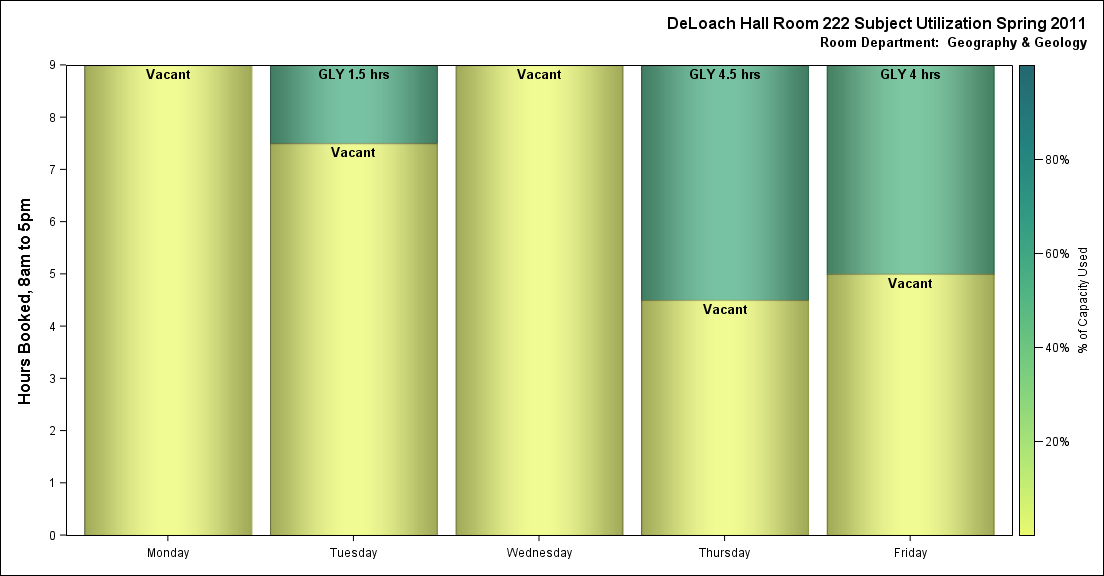 DeLoach Hall Room 222 Subject Utilization Spring 2011
Room Department: Geography & Geology
Hours Booked, 8am to 5pm
9
8
7
6
5
4
3
2
1
0
Vacant
GLY 1.5 hrs
Vacant
Vacant
GLY 4.5 hrs
Vacant
GLY 4 hrs
Vacant
Monday
Tuesday
Wednesday
Thursday
Friday
80%
60%
40%
20%
% of Capacity Used